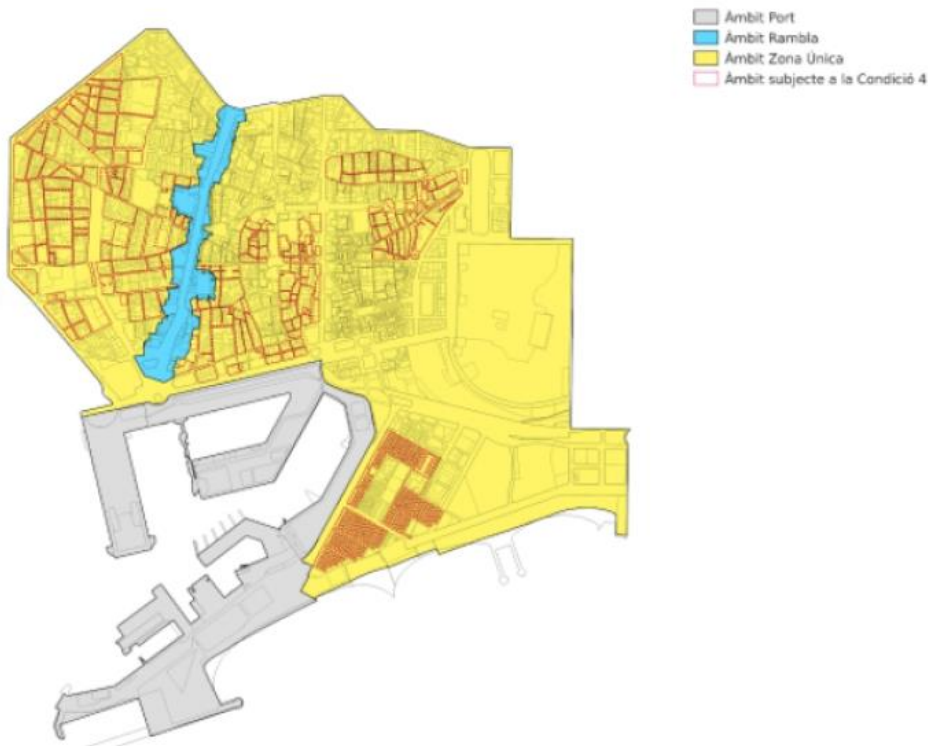 Àmbit Port
Àmbit Rambla
Àmbit Zona Única
Àmbit subjecte a la Condició 4